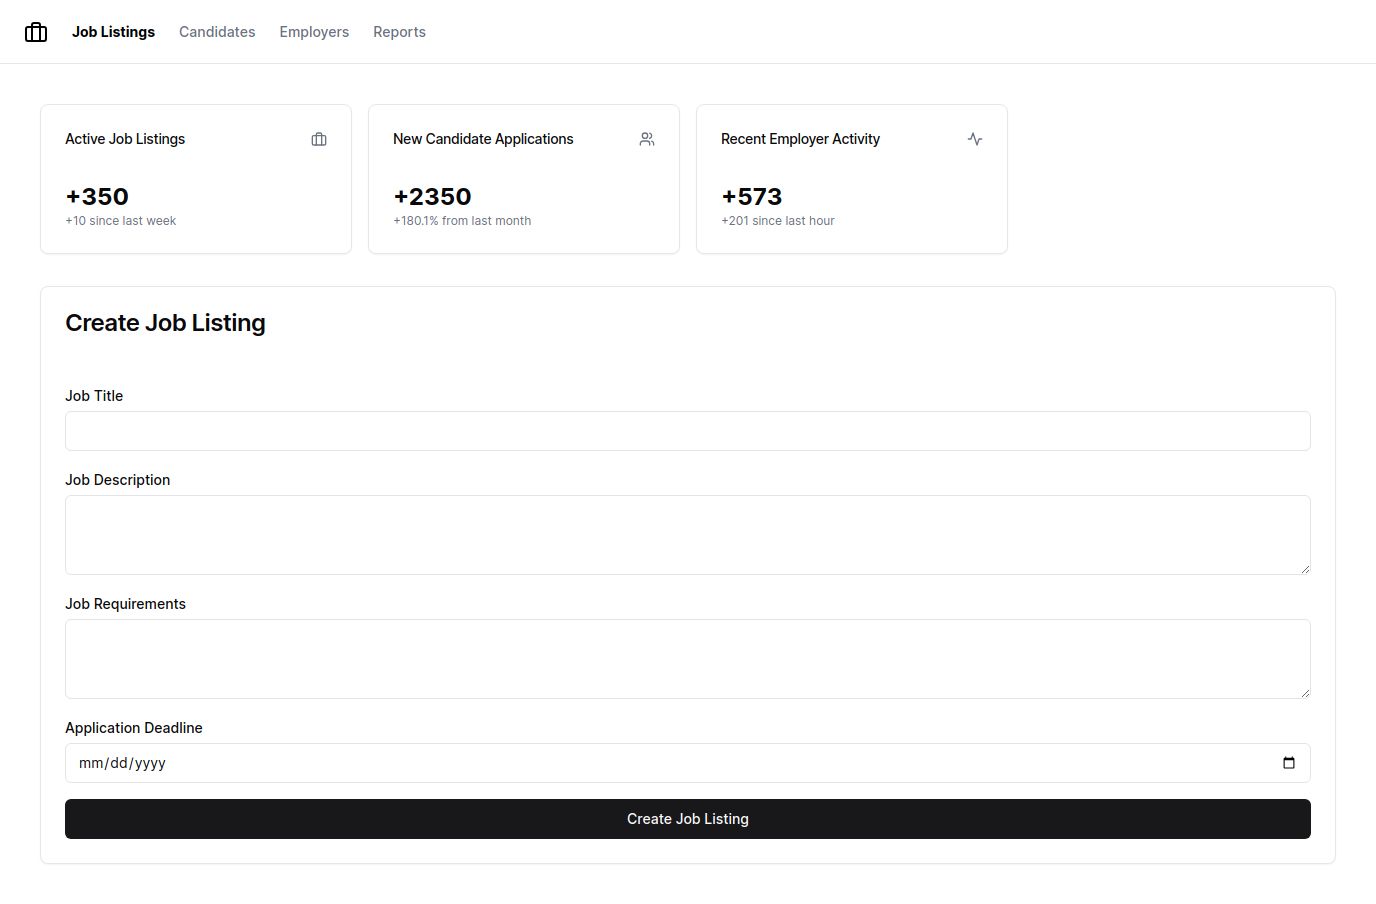 Job Listings Candidates Employers Reports
Active Job Listings
+350
+10 since last week
New Candidate Applications
+2350
+180.1% from last month
Recent Employer Activity
+573
+201 since last hour
Create Job Listing
Job Title
Job Description
Job Requirements
Application Deadline
mm/dd/yyyy
Create Job Listing